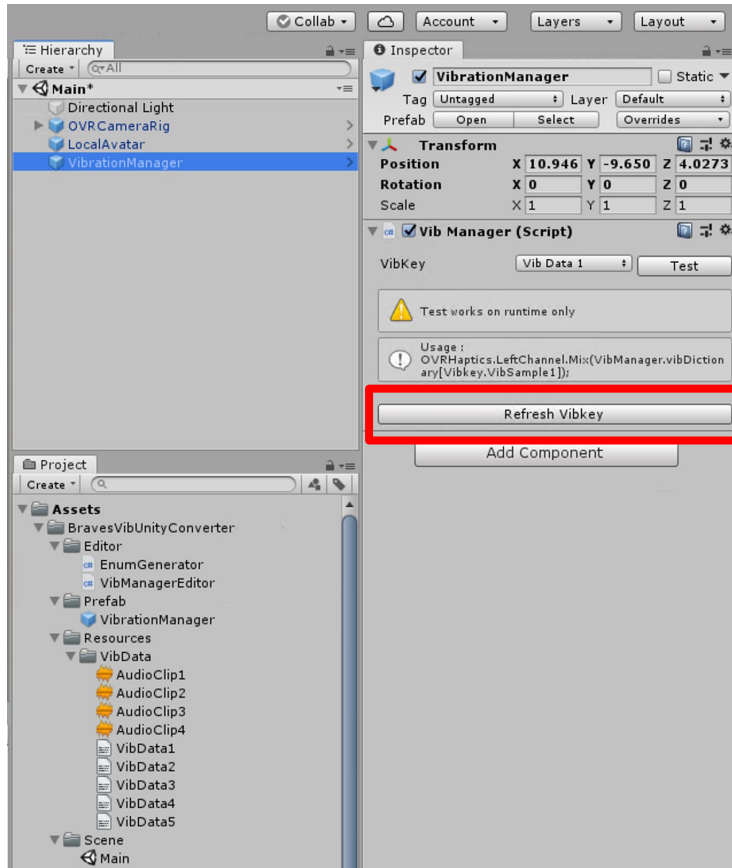 Collab
Account
Layers
Layout
Hierarchy
Create
All
Main*
Directional Light
OVRCameraRig
LocalAvatar
VibrationManager
Inspector
VibrationManager
Static
Tag Untagged Layer Default
Prefab Open Select Overrides
Transform
Position X 10.946 Y -9.650 Z 4.0273
Rotation X 0 Y 0 Z 0
Scale X 1 Y 1 Z 1
Vib Manager (Script)
VibKey Vib Data 1 Test
Test works on runtime only
Usage :
OVRHaptics.LeftChannel.Mix(VibManager.vibDiction
ary[Vibkey.VibSample1]);
Refresh Vibkey
Add Component
Project
Create
Assets
BravesVibUnityConverter
Editor
EnumGenerator
VibManagerEditor
Prefab
VibrationManager
Resources
VibData
AudioClip1
AudioClip2
AudioClip3
AudioClip4
VibData1
VibData2
VibData3
VibData4
VibData5
Scene
Main